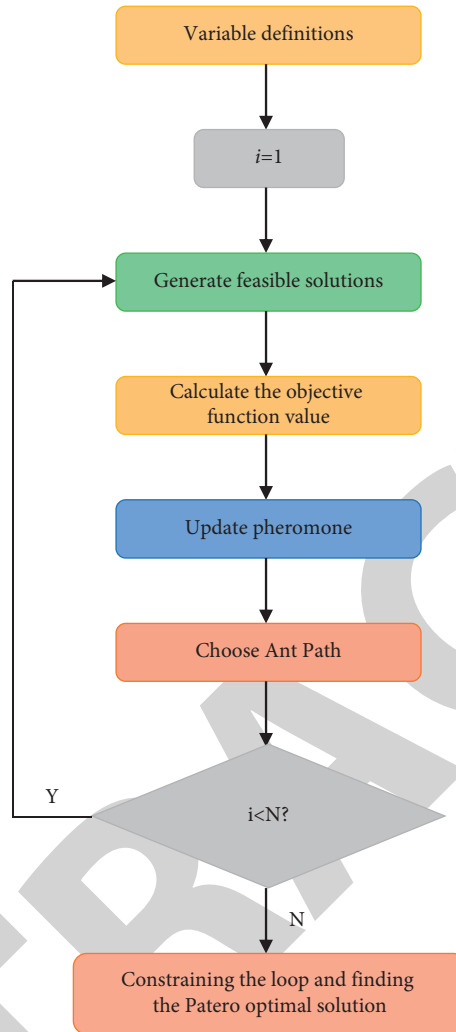 Variable definitions
i=1
Generate feasible solutions
Calculate the objective
function value
Update pheromone
Choose Ant Path
Y
i<N?
N
Constraining the loop and finding
the Patero optimal solution